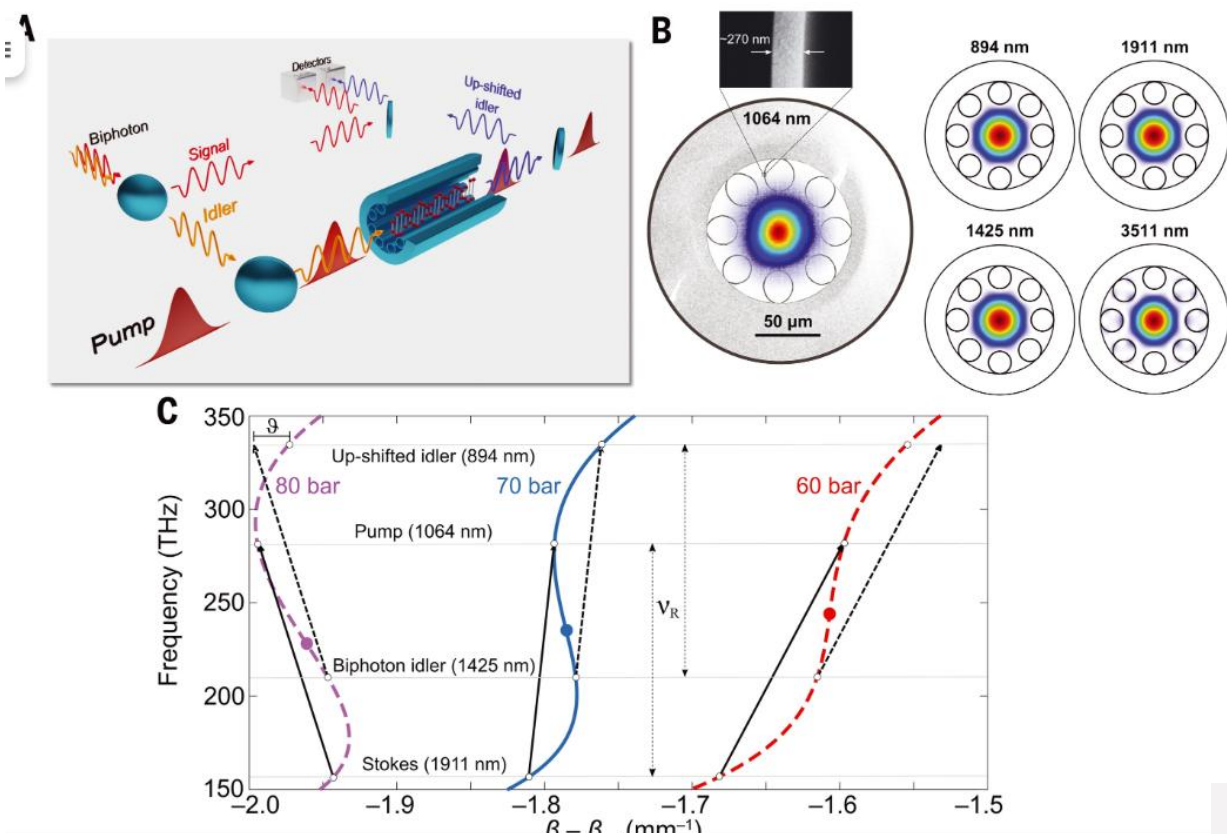 A
Biphoton
Signal
Idler
Pump
Detectors
Up-shifted
idler
B
~270 nm
1064 nm
50 µm
894 nm
1911 nm
1425 nm
3511 nm
C
Frequency (THz)
350
300
250
200
150
ϑ
Up-shifted idler (894 nm)
80 bar
70 bar
60 bar
Pump (1064 nm)
νR
Biphoton idler (1425 nm)
Stokes (1911 nm)
–2.0
–1.9
–1.8
–1.7
–1.6
–1.5
(mm⁻¹)